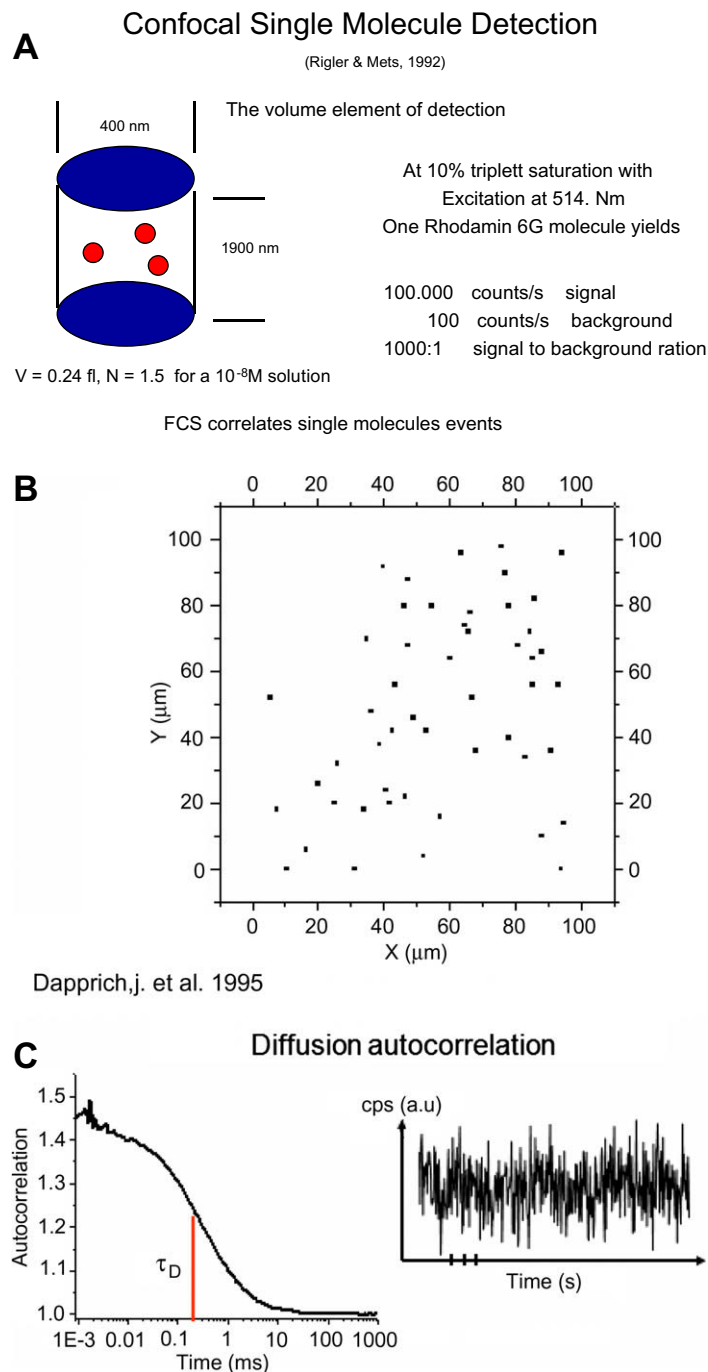 Confocal Single Molecule Detection
A
(Rigler & Mets, 1992)
The volume element of detection
400 nm
1900 nm
At 10% triplett saturation with
Excitation at 514. Nm
One Rhodamin 6G molecule yields
100.000 counts/s signal
100 counts/s background
1000:1 signal to background ration
V = 0.24 fl, N = 1.5 for a 10⁻⁸M solution
FCS correlates single molecules events
B
0 20 40 60 80 100
100 100
80 80
60 60
40 40
20 20
0 0
Y (μm)
0 20 40 60 80 100
X (μm)
Dapprich,j. et al. 1995
C
Diffusion autocorrelation
1.5
1.4
1.3
1.2
1.1
1.0
Autocorrelation
τD
1E-3 0.01 0.1 1 10 100 1000
Time (ms)
cps (a.u)
Time (s)